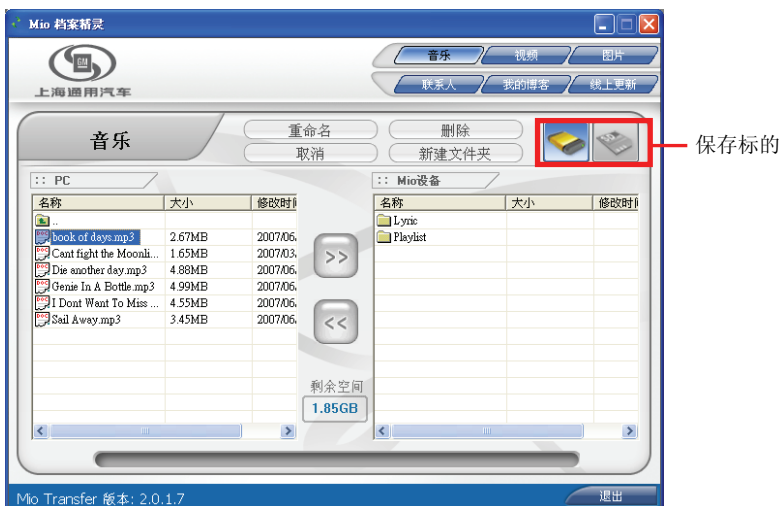 Mio 档案精灵
上海通用汽车
音乐 视频 图片
联系人 我的博客 线上更新
音乐
重命名 删除
取消 新建文件夹
保存标的
:: PC
:: Mio设备
名称 大小 修改时
名称 大小 修改时
..
book of days.mp3 2.67MB 2007/06.
Cant fight the Moonli... 1.65MB 2007/03.
Die another day.mp3 4.88MB 2007/06.
Genie In A Bottle.mp3 4.99MB 2007/06.
I Dont Want To Miss ... 4.55MB 2007/06.
Sail Away.mp3 3.45MB 2007/06.
Lyric
Playlist
>>
<<
剩余空间
1.85GB
Mio Transfer 版本: 2.0.1.7
退出